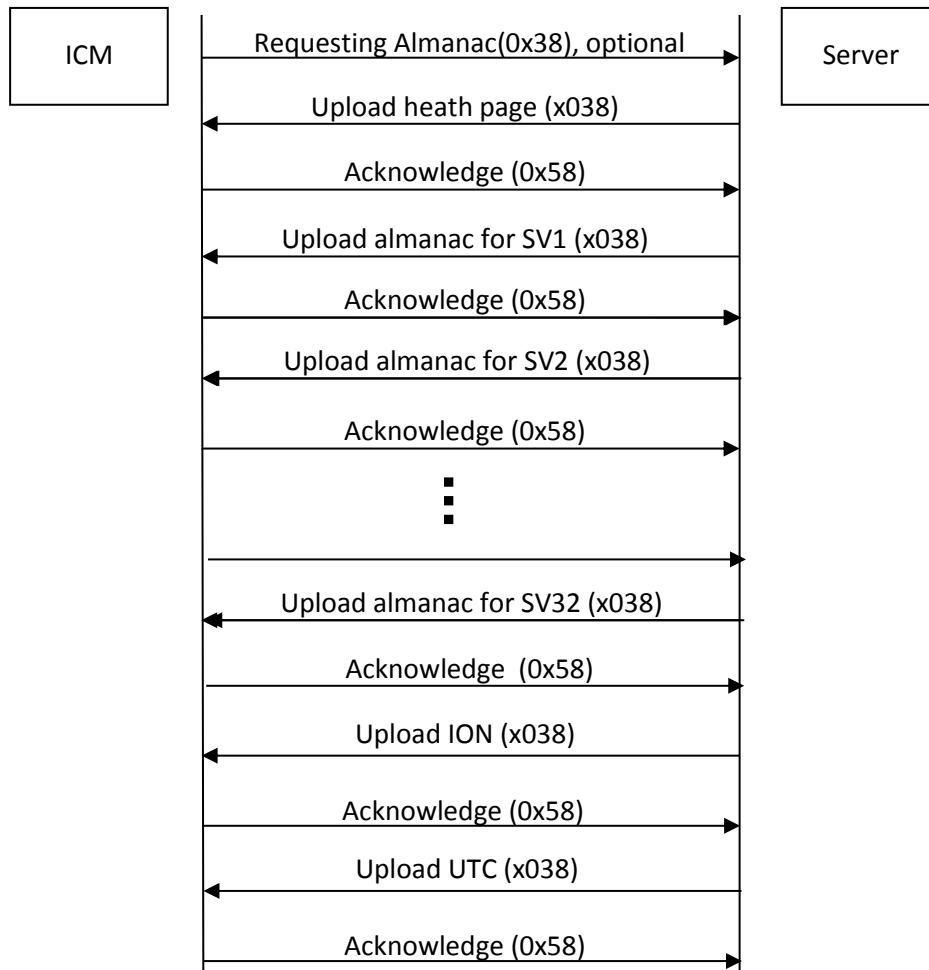 ICM
Server
Requesting Almanac(0x38), optional
Upload heath page (x038)
Acknowledge (0x58)
Upload almanac for SV1 (x038)
Acknowledge (0x58)
Upload almanac for SV2 (x038)
Acknowledge (0x58)
Upload almanac for SV32 (x038)
Acknowledge  (0x58)
Upload ION (x038)
Acknowledge (0x58)
Upload UTC (x038)
Acknowledge (0x58)